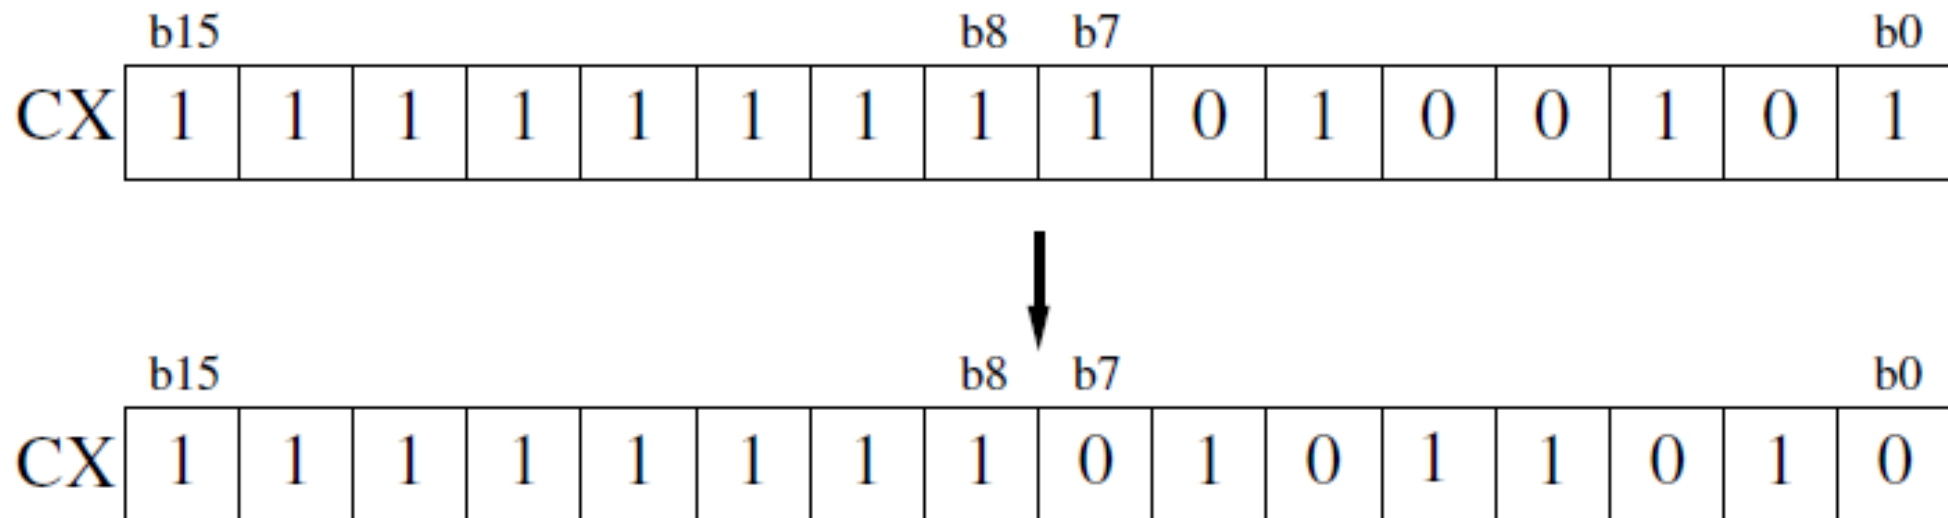 b15 b8 b7 b0
CX 1 1 1 1 1 1 1 1 1 0 1 0 0 1 0 1
b15 b8 b7 b0
CX 1 1 1 1 1 1 1 1 0 1 0 1 1 0 1 0